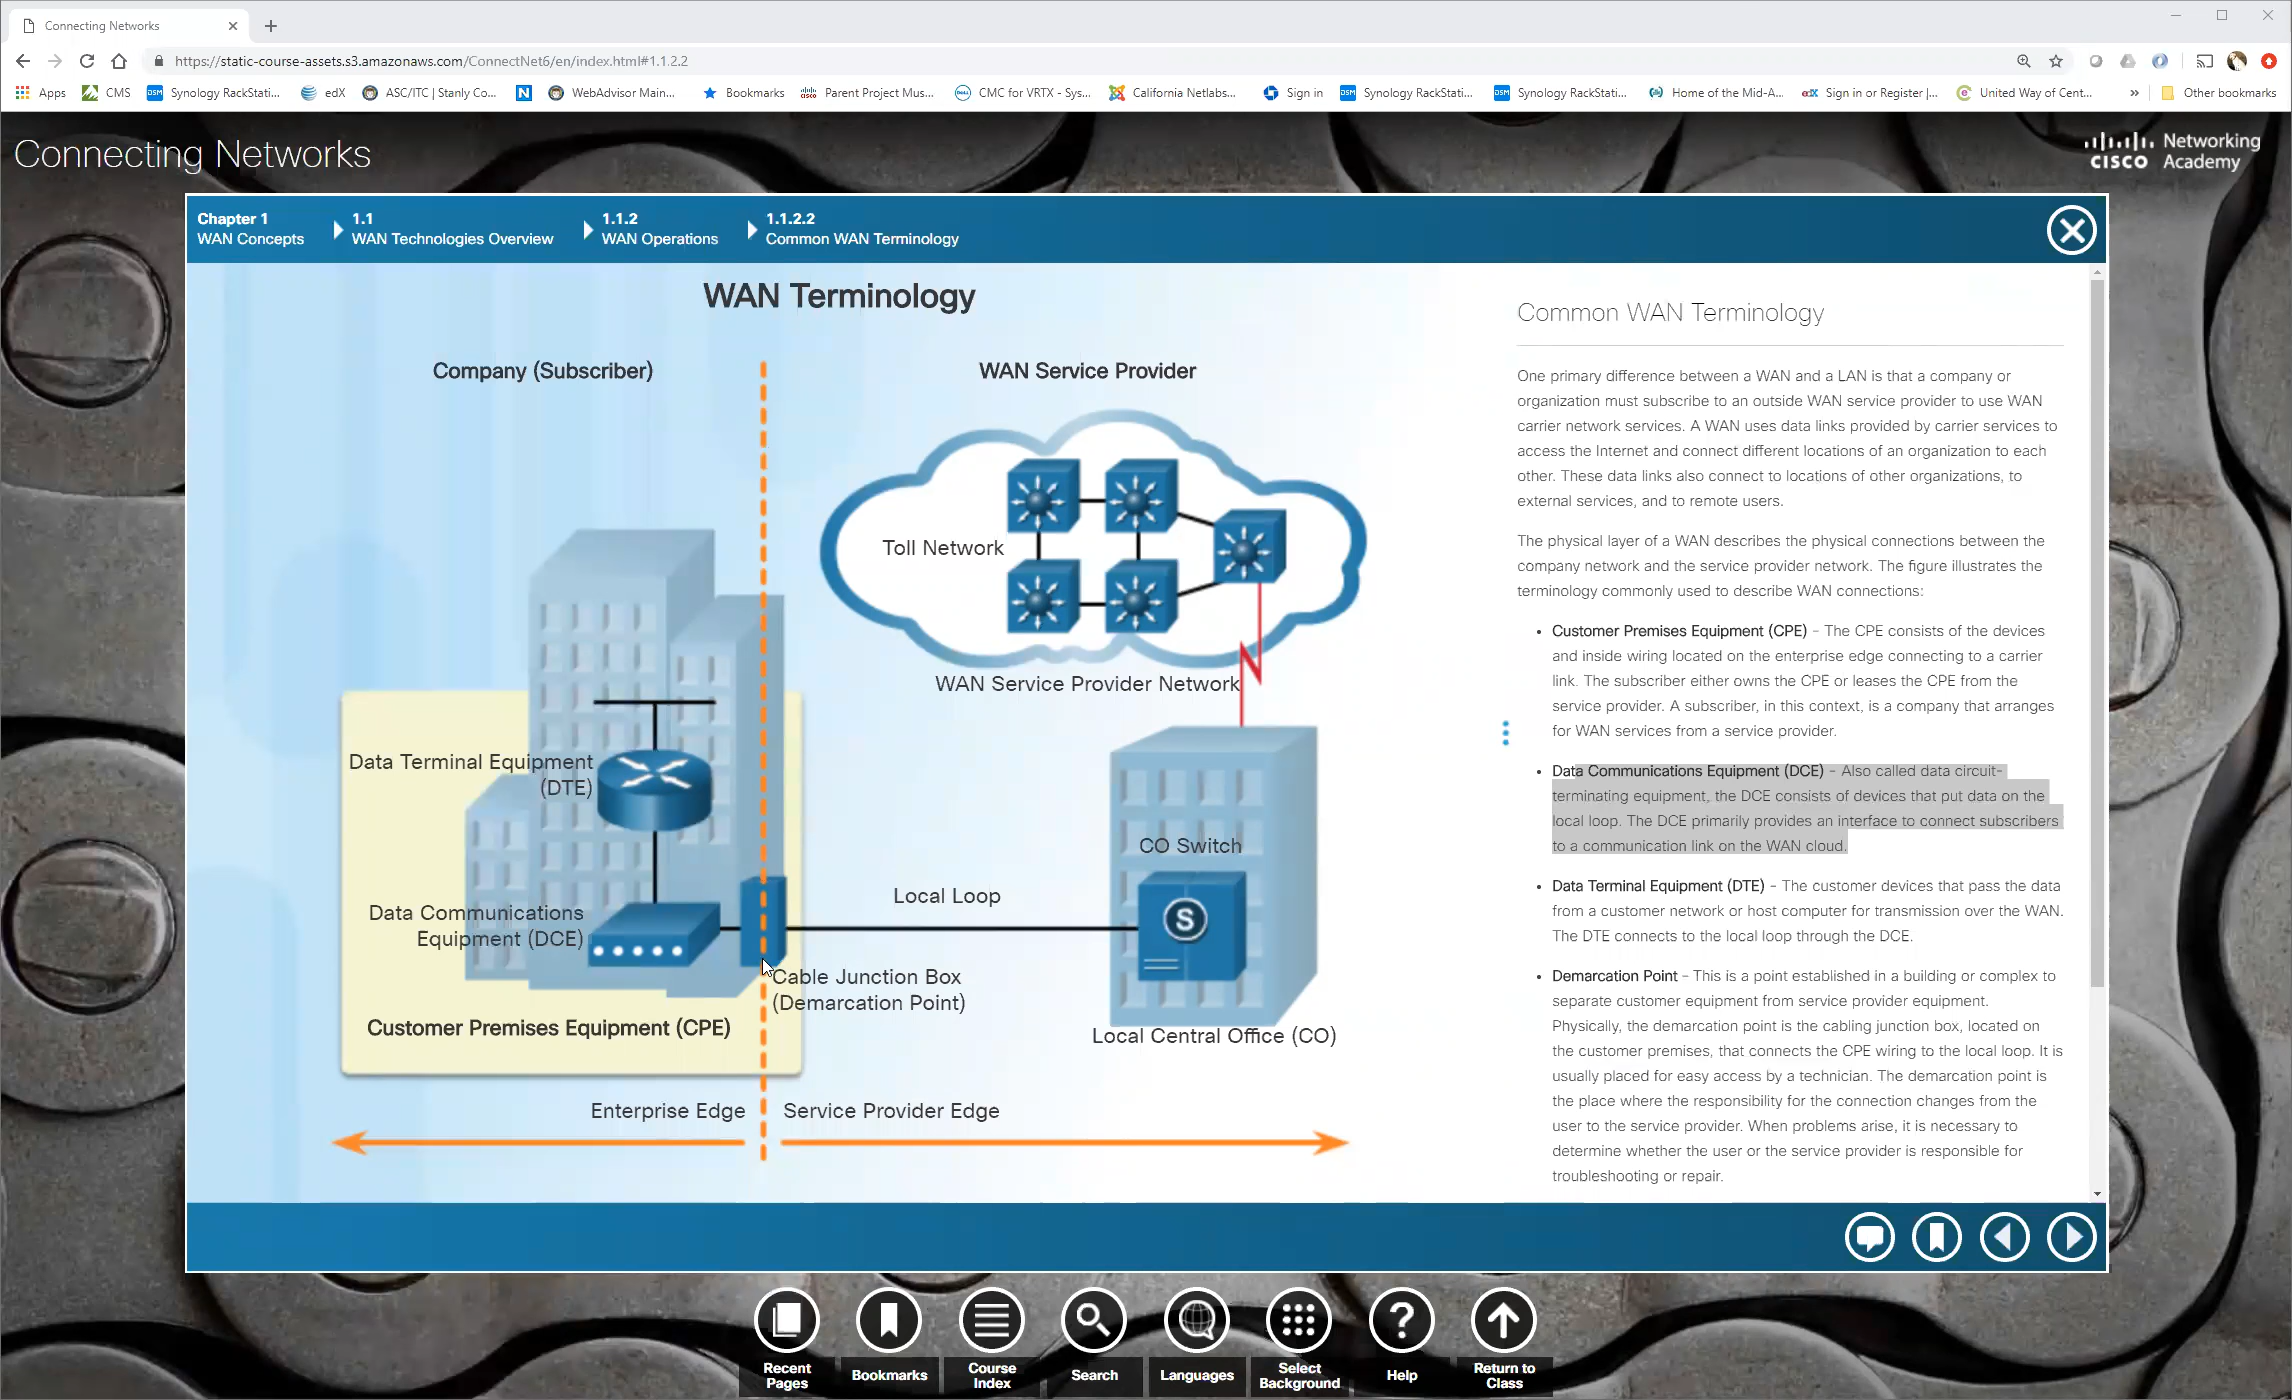 Connecting Networks
https://static-course-assets.s3.amazonaws.com/ConnectNet6/en/index.html#1.1.2.2
Apps
CMS
DSM
Synology RackStati...
edX
ASC/ITC | Stanly Co...
N
WebAdvisor Main...
Bookmarks
Parent Project Mus...
CMC for VRTX - Sys...
California Netlabs...
Sign in
DSM
Synology RackStati...
DSM
Synology RackStati...
Home of the Mid-A...
edX
Sign in or Register |...
United Way of Cent...
»
Other bookmarks
Connecting Networks
CISCO
Networking
Academy
Chapter 1
WAN Concepts
1.1
WAN Technologies Overview
1.1.2
WAN Operations
1.1.2.2
Common WAN Terminology
WAN Terminology
Company (Subscriber)
WAN Service Provider
Toll Network
WAN Service Provider Network
Data Terminal Equipment
(DTE)
CO Switch
S
Local Loop
Data Communications
Equipment (DCE)
Cable Junction Box
(Demarcation Point)
Customer Premises Equipment (CPE)
Local Central Office (CO)
Enterprise Edge
Service Provider Edge
Common WAN Terminology
One primary difference between a WAN and a LAN is that a company or
organization must subscribe to an outside WAN service provider to use WAN
carrier network services. A WAN uses data links provided by carrier services to
access the Internet and connect different locations of an organization to each
other. These data links also connect to locations of other organizations, to
external services, and to remote users.
The physical layer of a WAN describes the physical connections between the
company network and the service provider network. The figure illustrates the
terminology commonly used to describe WAN connections:
• Customer Premises Equipment (CPE) - The CPE consists of the devices
and inside wiring located on the enterprise edge connecting to a carrier
link. The subscriber either owns the CPE or leases the CPE from the
service provider. A subscriber, in this context, is a company that arranges
for WAN services from a service provider.
• Data Communications Equipment (DCE) - Also called data circuit-
terminating equipment, the DCE consists of devices that put data on the
local loop. The DCE primarily provides an interface to connect subscribers
to a communication link on the WAN cloud.
• Data Terminal Equipment (DTE) - The customer devices that pass the data
from a customer network or host computer for transmission over the WAN.
The DTE connects to the local loop through the DCE.
• Demarcation Point - This is a point established in a building or complex to
separate customer equipment from service provider equipment.
Physically, the demarcation point is the cabling junction box, located on
the customer premises, that connects the CPE wiring to the local loop. It is
usually placed for easy access by a technician. The demarcation point is
the place where the responsibility for the connection changes from the
user to the service provider. When problems arise, it is necessary to
determine whether the user or the service provider is responsible for
troubleshooting or repair.
Recent
Pages
Bookmarks
Course
Index
Search
Languages
Select
Background
?
Help
Return to
Class